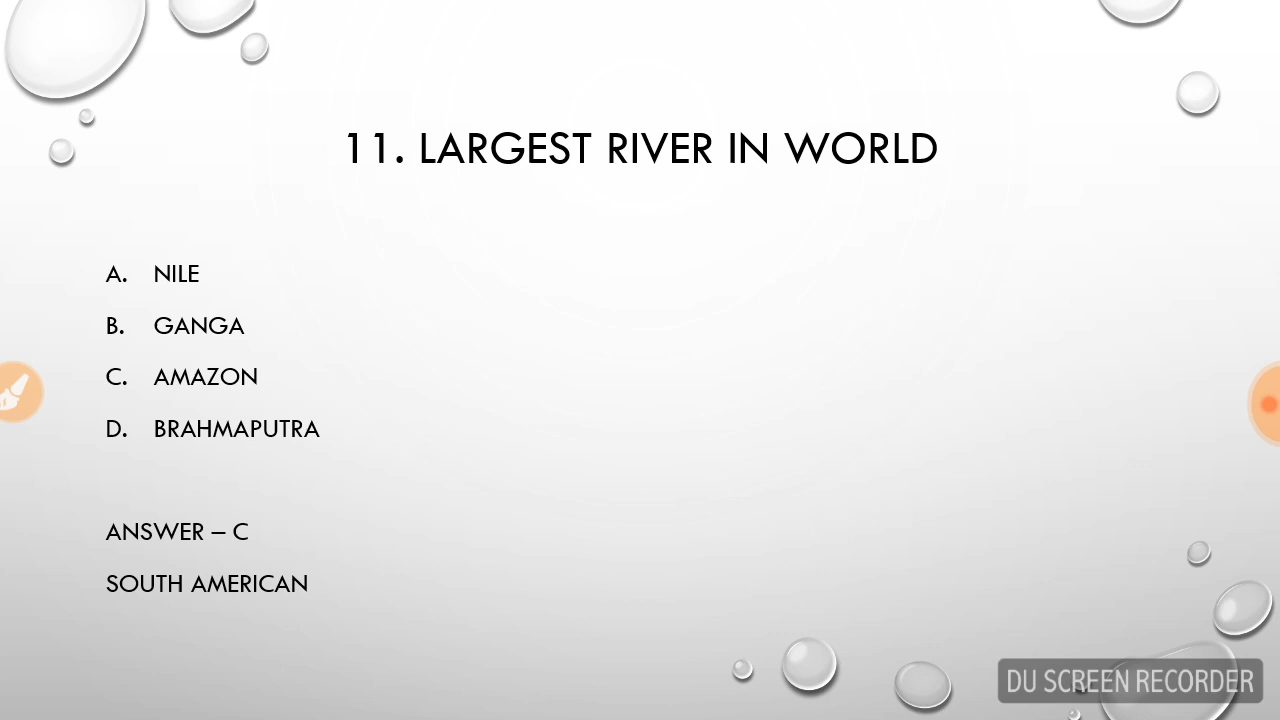 11. LARGEST RIVER IN WORLD
A. NILE
B. GANGA
C. AMAZON
D. BRAHMAPUTRA
ANSWER – C
SOUTH AMERICAN
DU SCREEN RECORDER